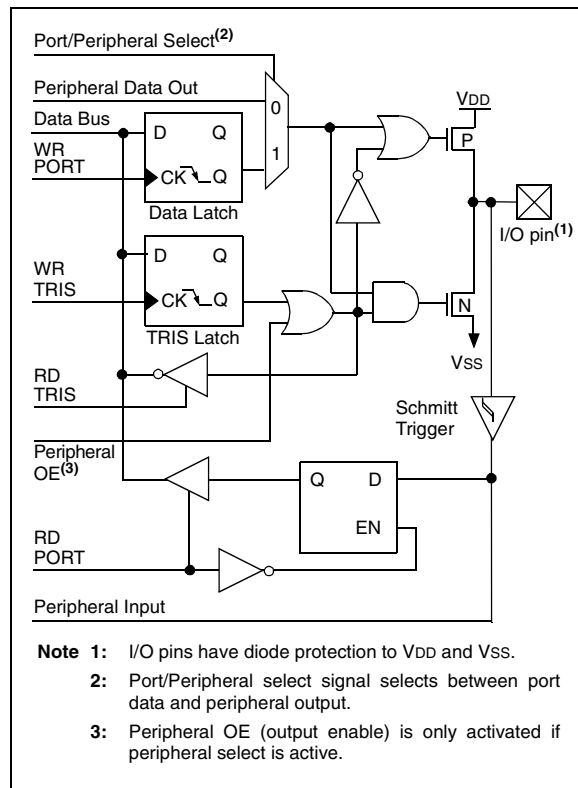 Port/Peripheral Select(2)
Peripheral Data Out
Data Bus
WR
PORT
D Q
CK Q
Data Latch
0
1
VDD
P
I/O pin(1)
WR
TRIS
D Q
CK Q
TRIS Latch
N
VSS
RD
TRIS
Schmitt
Trigger
Peripheral
OE(3)
Q D
EN
RD
PORT
Peripheral Input
Note 1: I/O pins have diode protection to VDD and VSS.
2: Port/Peripheral select signal selects between port
data and peripheral output.
3: Peripheral OE (output enable) is only activated if
peripheral select is active.